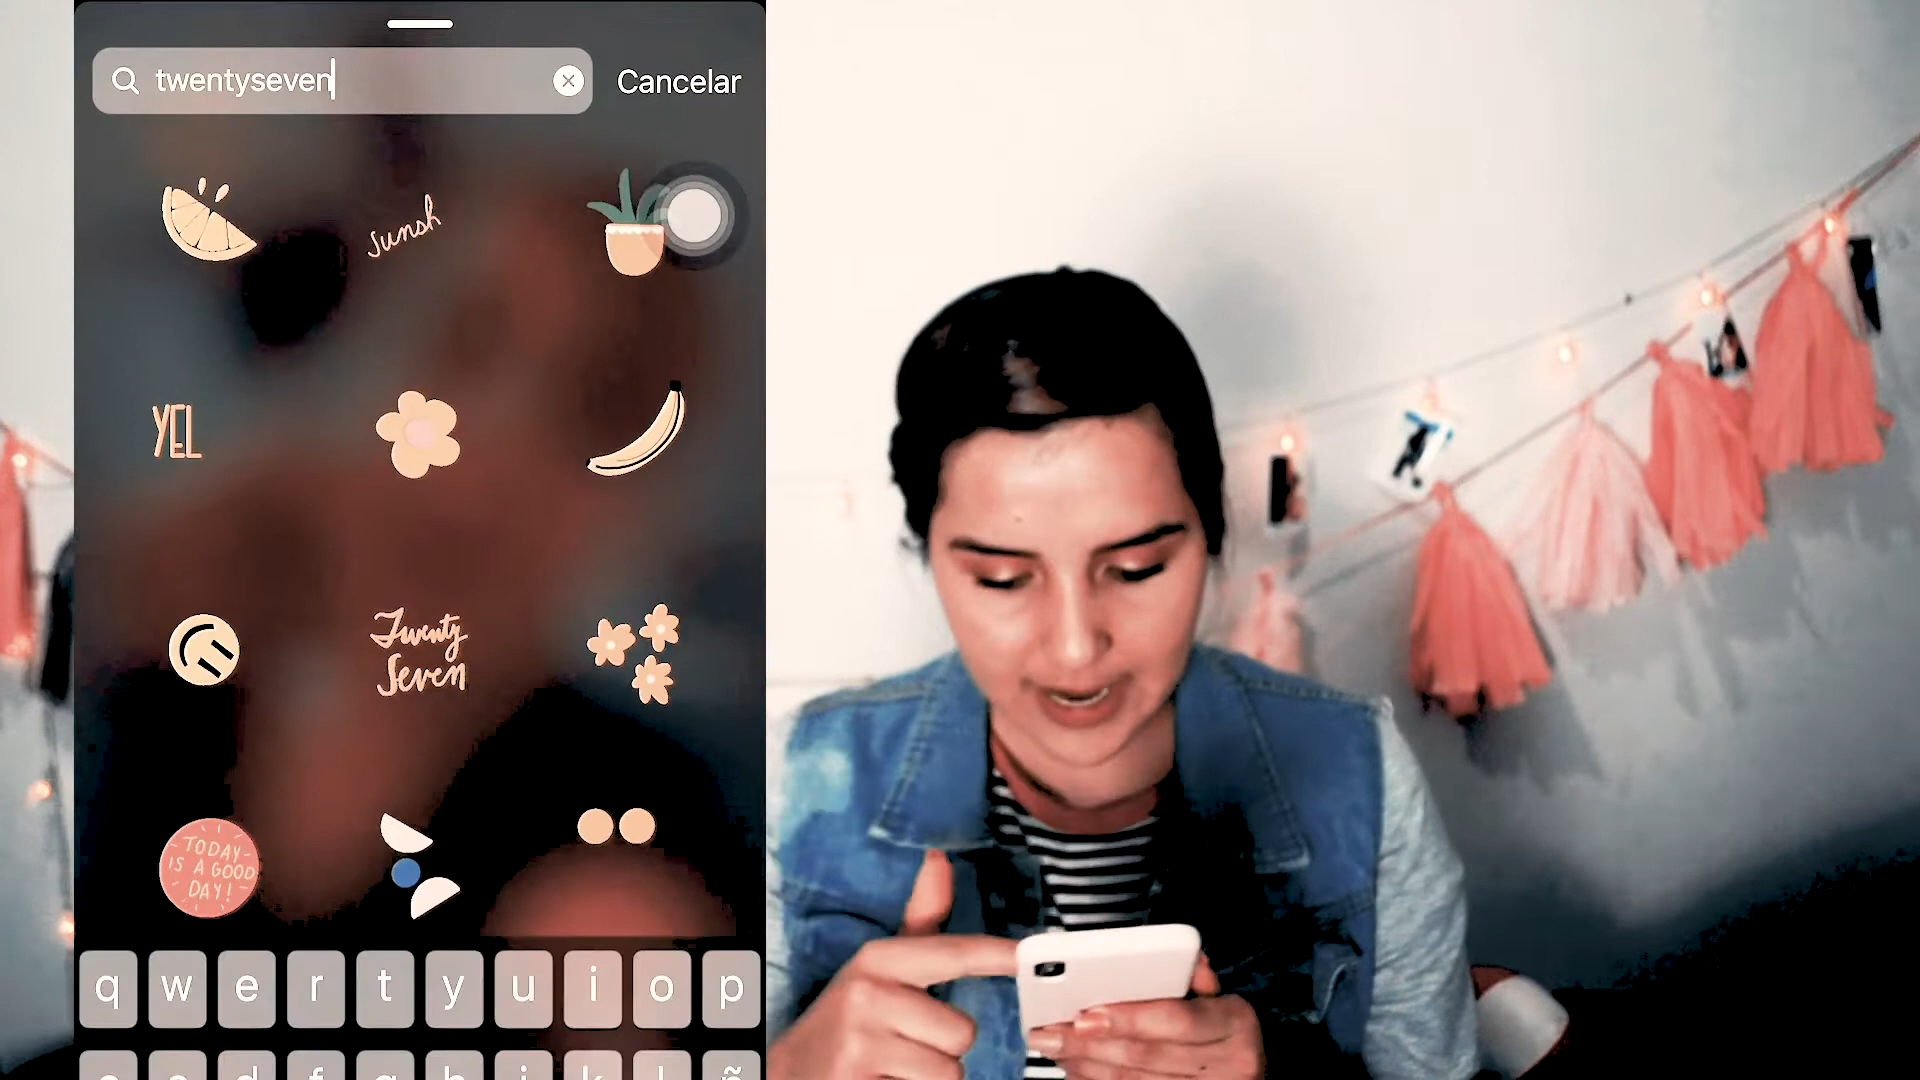 twentyseven
Cancelar
sunsh
YEL
Twenty
Seven
TODAY
IS A GOOD
DAY!
q w e r t y u i o p